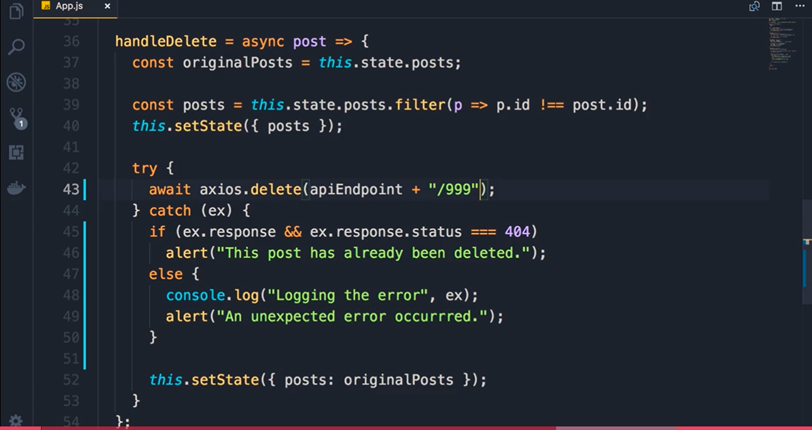 App.js ×
35
36 handleDelete = async post => {
37 const originalPosts = this.state.posts;
38
39 const posts = this.state.posts.filter(p => p.id !== post.id);
40 this.setState({ posts });
41
42 try {
43 await axios.delete(apiEndpoint + "/999");
44 } catch (ex) {
45 if (ex.response && ex.response.status === 404)
46 alert("This post has already been deleted.");
47 else {
48 console.log("Logging the error", ex);
49 alert("An unexpected error occurrred.");
50 }
51
52 this.setState({ posts: originalPosts });
53 }
54 };
1